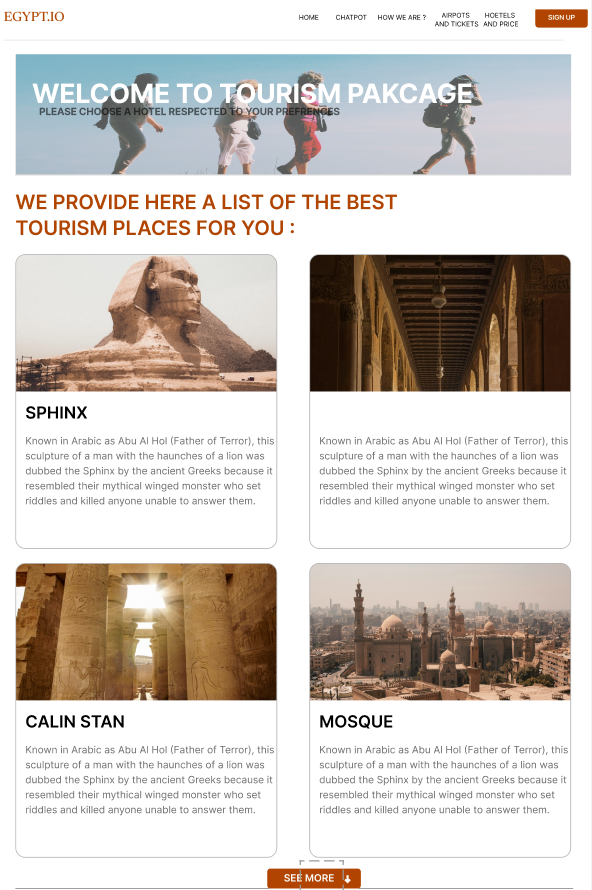 EGYPT.IO
HOME
CHATPOT
HOW WE ARE ?
AIRPOTS
AND TICKETS
HOETELS
AND PRICE
SIGN UP
WELCOME TO TOURISM PAKCAGE
PLEASE CHOOSE A HOTEL RESPECTED TO YOUR PREFRENCES
WE PROVIDE HERE A LIST OF THE BEST
TOURISM PLACES FOR YOU :
SPHINX
Known in Arabic as Abu Al Hol (Father of Terror), this
sculpture of a man with the haunches of a lion was
dubbed the Sphinx by the ancient Greeks because it
resembled their mythical winged monster who set
riddles and killed anyone unable to answer them.
Known in Arabic as Abu Al Hol (Father of Terror), this
sculpture of a man with the haunches of a lion was
dubbed the Sphinx by the ancient Greeks because it
resembled their mythical winged monster who set
riddles and killed anyone unable to answer them.
CALIN STAN
Known in Arabic as Abu Al Hol (Father of Terror), this
sculpture of a man with the haunches of a lion was
dubbed the Sphinx by the ancient Greeks because it
resembled their mythical winged monster who set
riddles and killed anyone unable to answer them.
MOSQUE
Known in Arabic as Abu Al Hol (Father of Terror), this
sculpture of a man with the haunches of a lion was
dubbed the Sphinx by the ancient Greeks because it
resembled their mythical winged monster who set
riddles and killed anyone unable to answer them.
SEE MORE